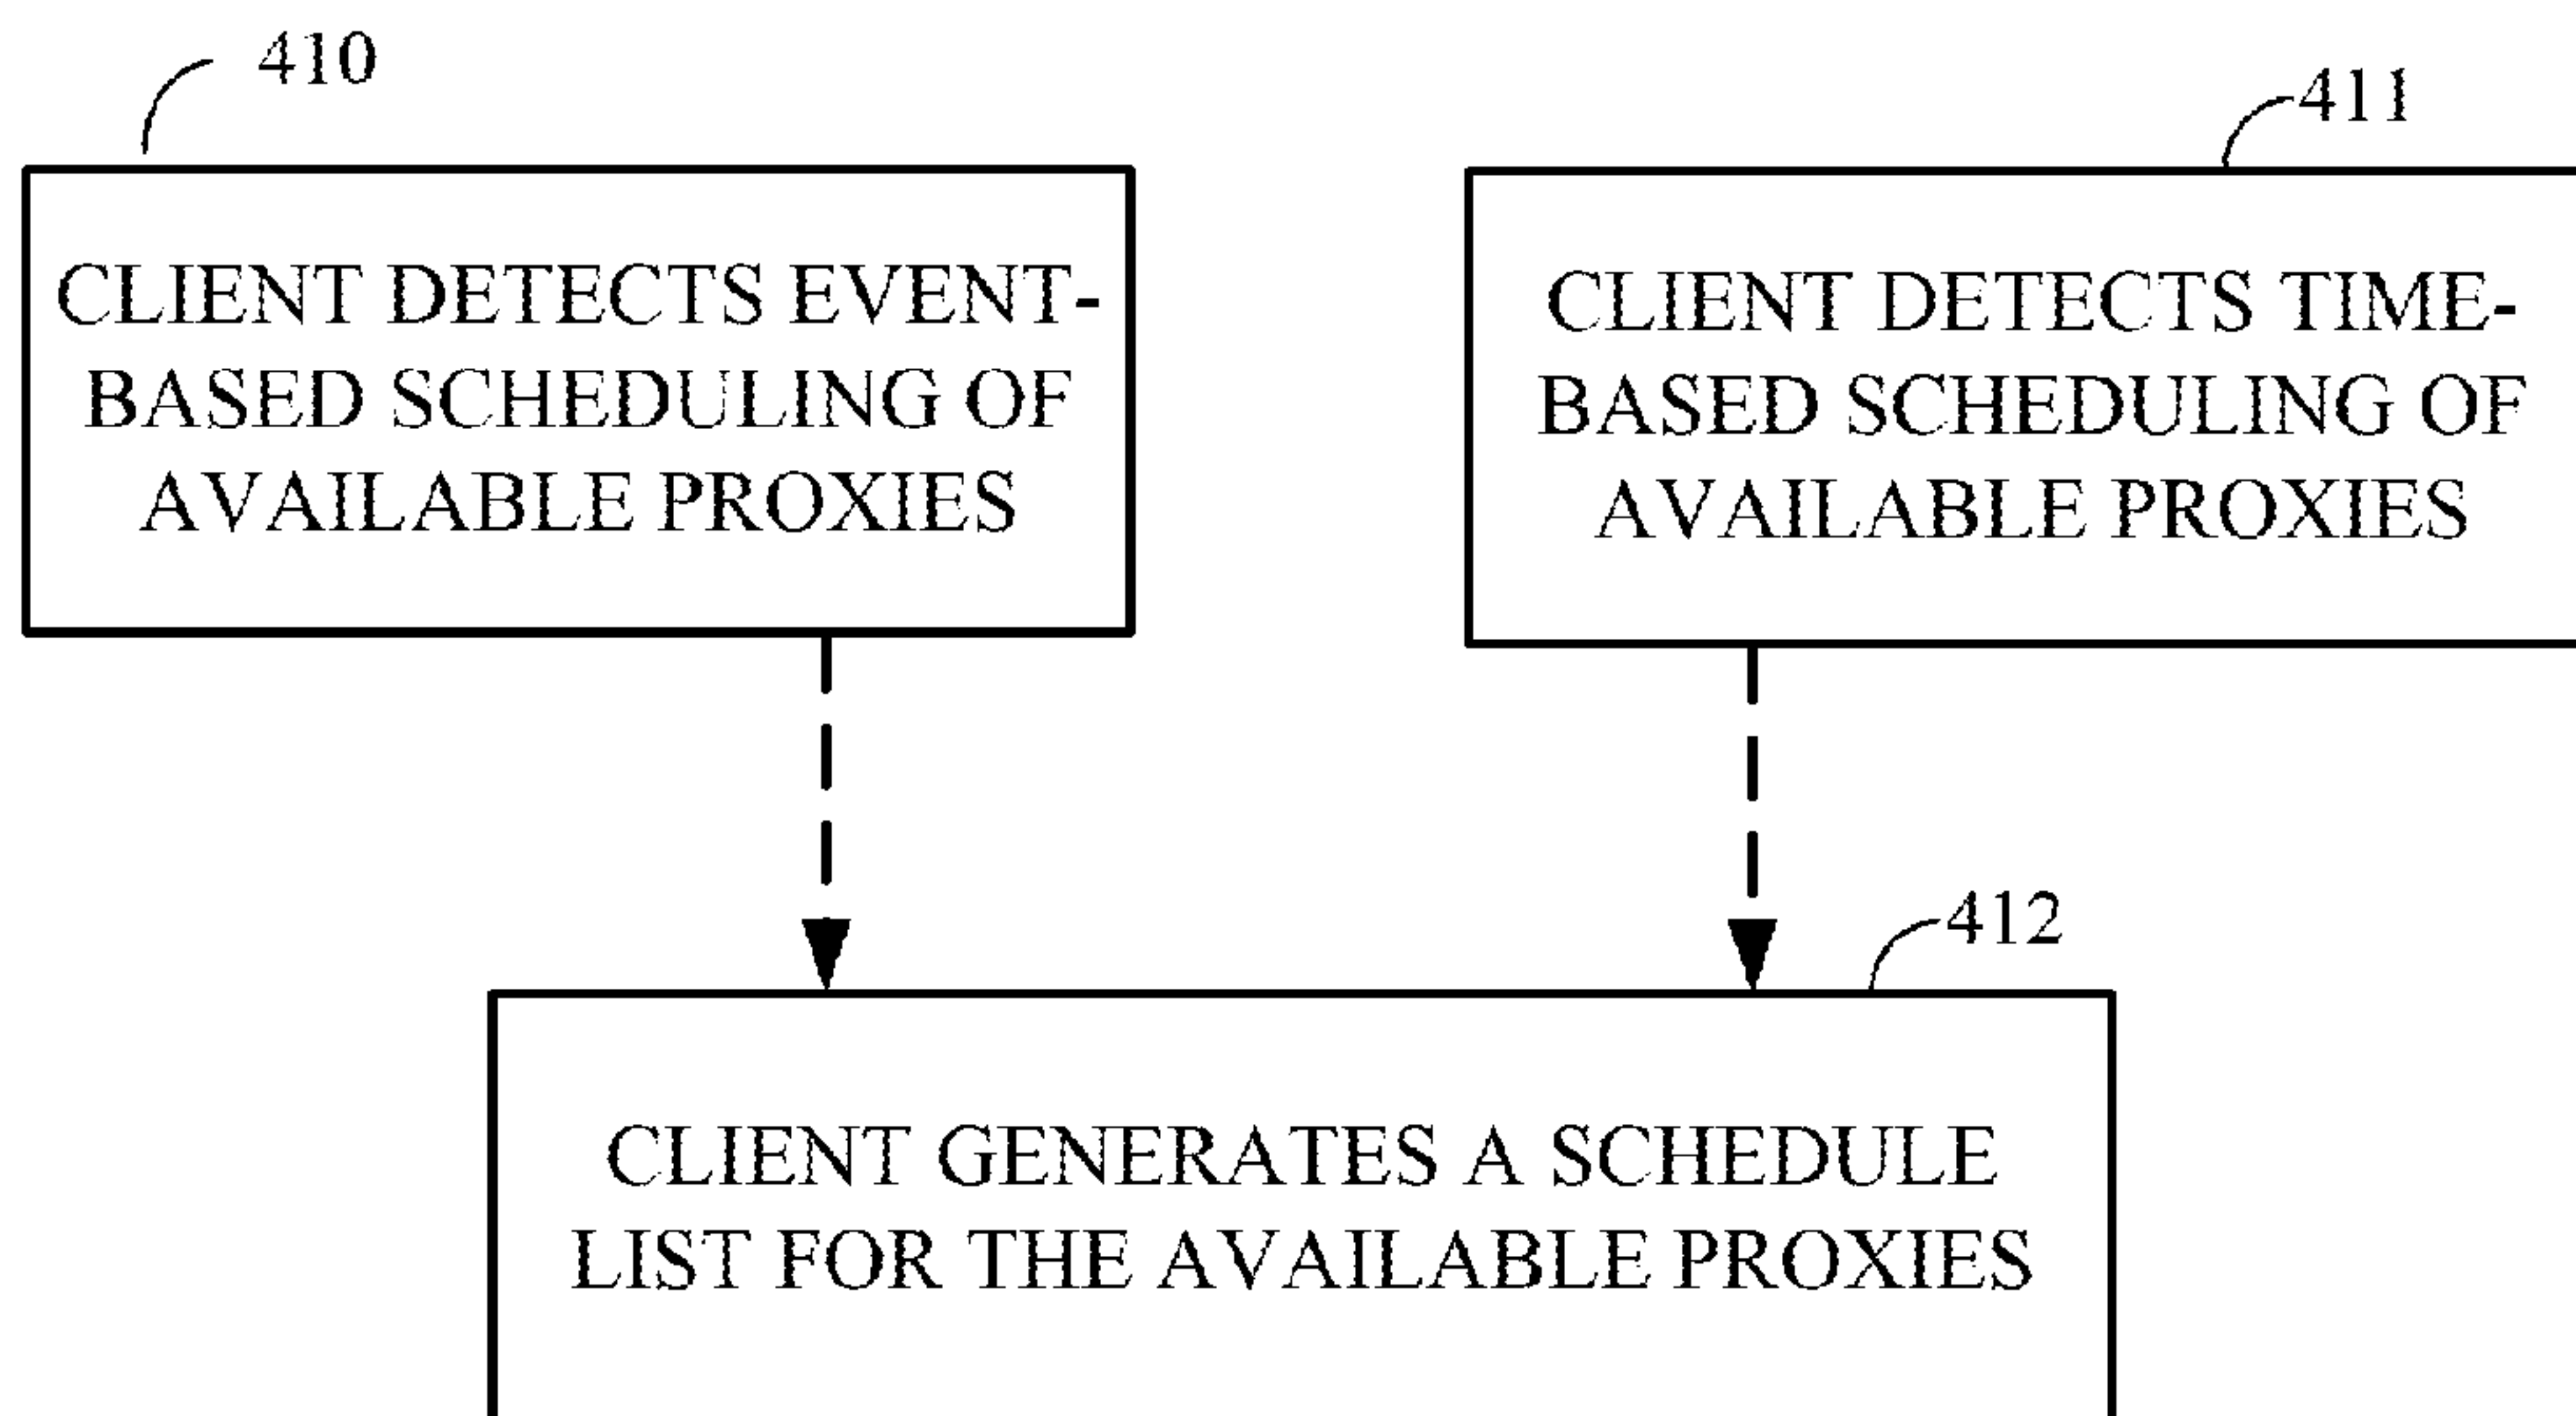 410
CLIENT DETECTS EVENT-
BASED SCHEDULING OF
AVAILABLE PROXIES
411
CLIENT DETECTS TIME-
BASED SCHEDULING OF
AVAILABLE PROXIES
412
CLIENT GENERATES A SCHEDULE
LIST FOR THE AVAILABLE PROXIES